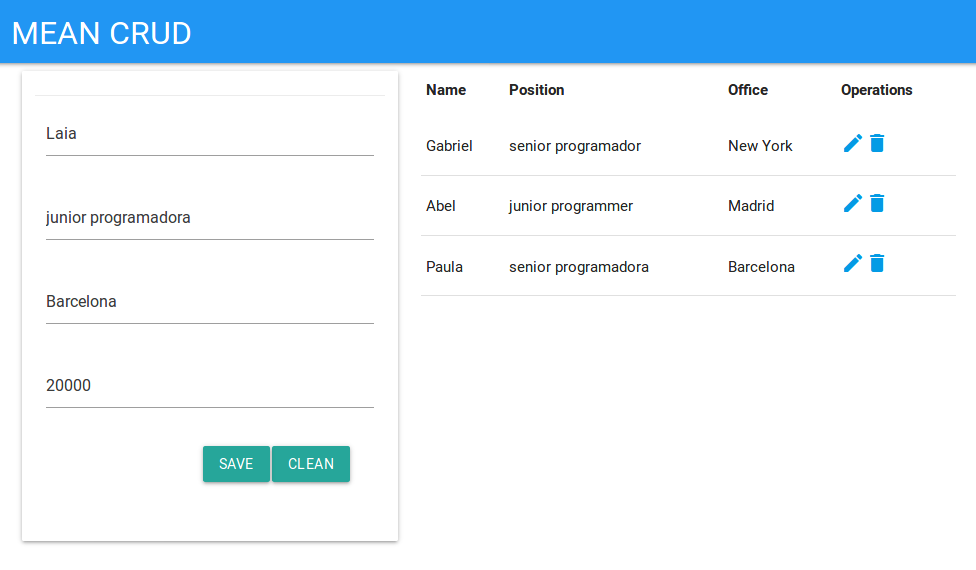 MEAN CRUD
Laia
junior programadora
Barcelona
20000
SAVE CLEAN
Name Position Office Operations
Gabriel senior programador New York
Abel junior programmer Madrid
Paula senior programadora Barcelona